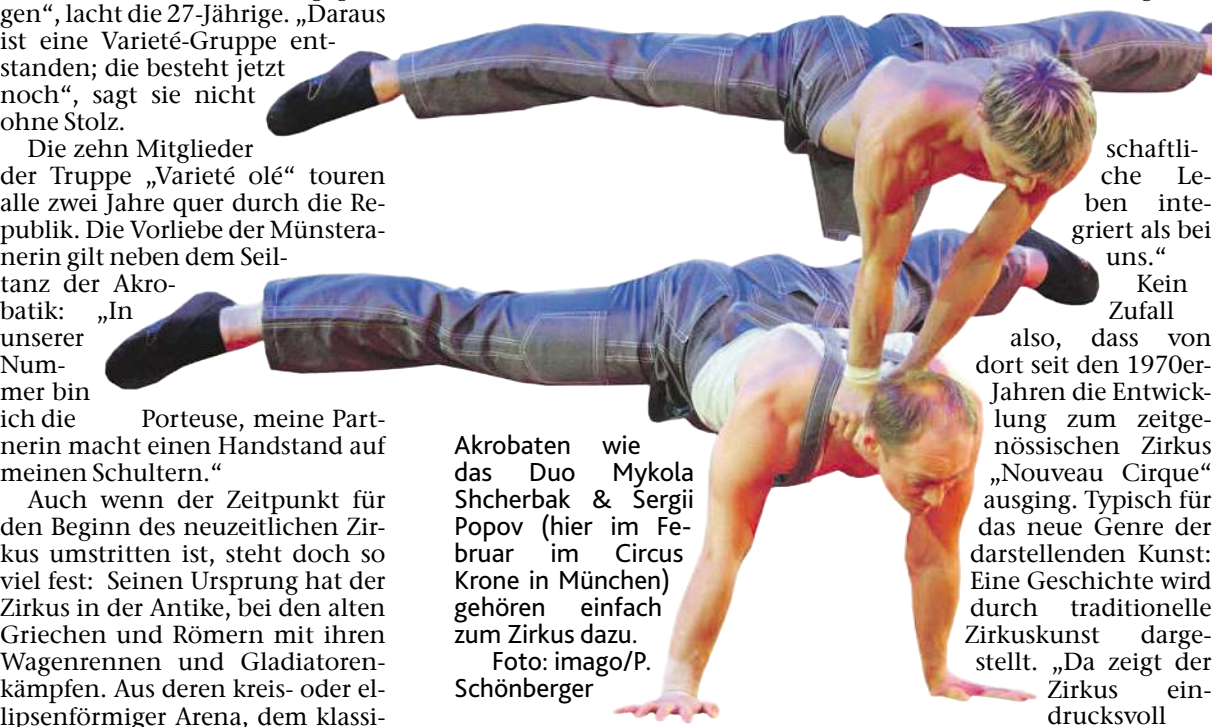 gen“, lacht die 27-Jährige. „Daraus
ist eine Varieté-Gruppe ent-
standen; die besteht jetzt
noch“, sagt sie nicht
ohne Stolz.
Die zehn Mitglieder
der Truppe „Varieté olé“ touren
alle zwei Jahre quer durch die Re-
publik. Die Vorliebe der Münstera-
nerin gilt neben dem Seil-
tanz der Akro-
batik: „In
unserer
Num-
mer bin
ich die Porteuse, meine Part-
nerin macht einen Handstand auf
meinen Schultern.“
Auch wenn der Zeitpunkt für
den Beginn des neuzeitlichen Zir-
kus umstritten ist, steht doch so
viel fest: Seinen Ursprung hat der
Zirkus in der Antike, bei den alten
Griechen und Römern mit ihren
Wagenrennen und Gladiatoren-
kämpfen. Aus deren kreis- oder el-
lipsenförmiger Arena, dem klassi-
Akrobaten wie
das Duo Mykola
Shcherbak & Sergii
Popov (hier im Fe-
bruar im Circus
Krone in München)
gehören einfach
zum Zirkus dazu.
Foto: imago/P.
Schönberger
schaftli-
che Le-
ben inte-
griert als bei
uns.“
Kein
Zufall
also, dass von
dort seit den 1970er-
Jahren die Entwick-
lung zum zeitge-
nössischen Zirkus
„Nouveau Cirque“
ausging. Typisch für
das neue Genre der
darstellenden Kunst:
Eine Geschichte wird
durch traditionelle
Zirkuskunst darge-
stellt. „Da zeigt der
Zirkus ein-
drucksvoll